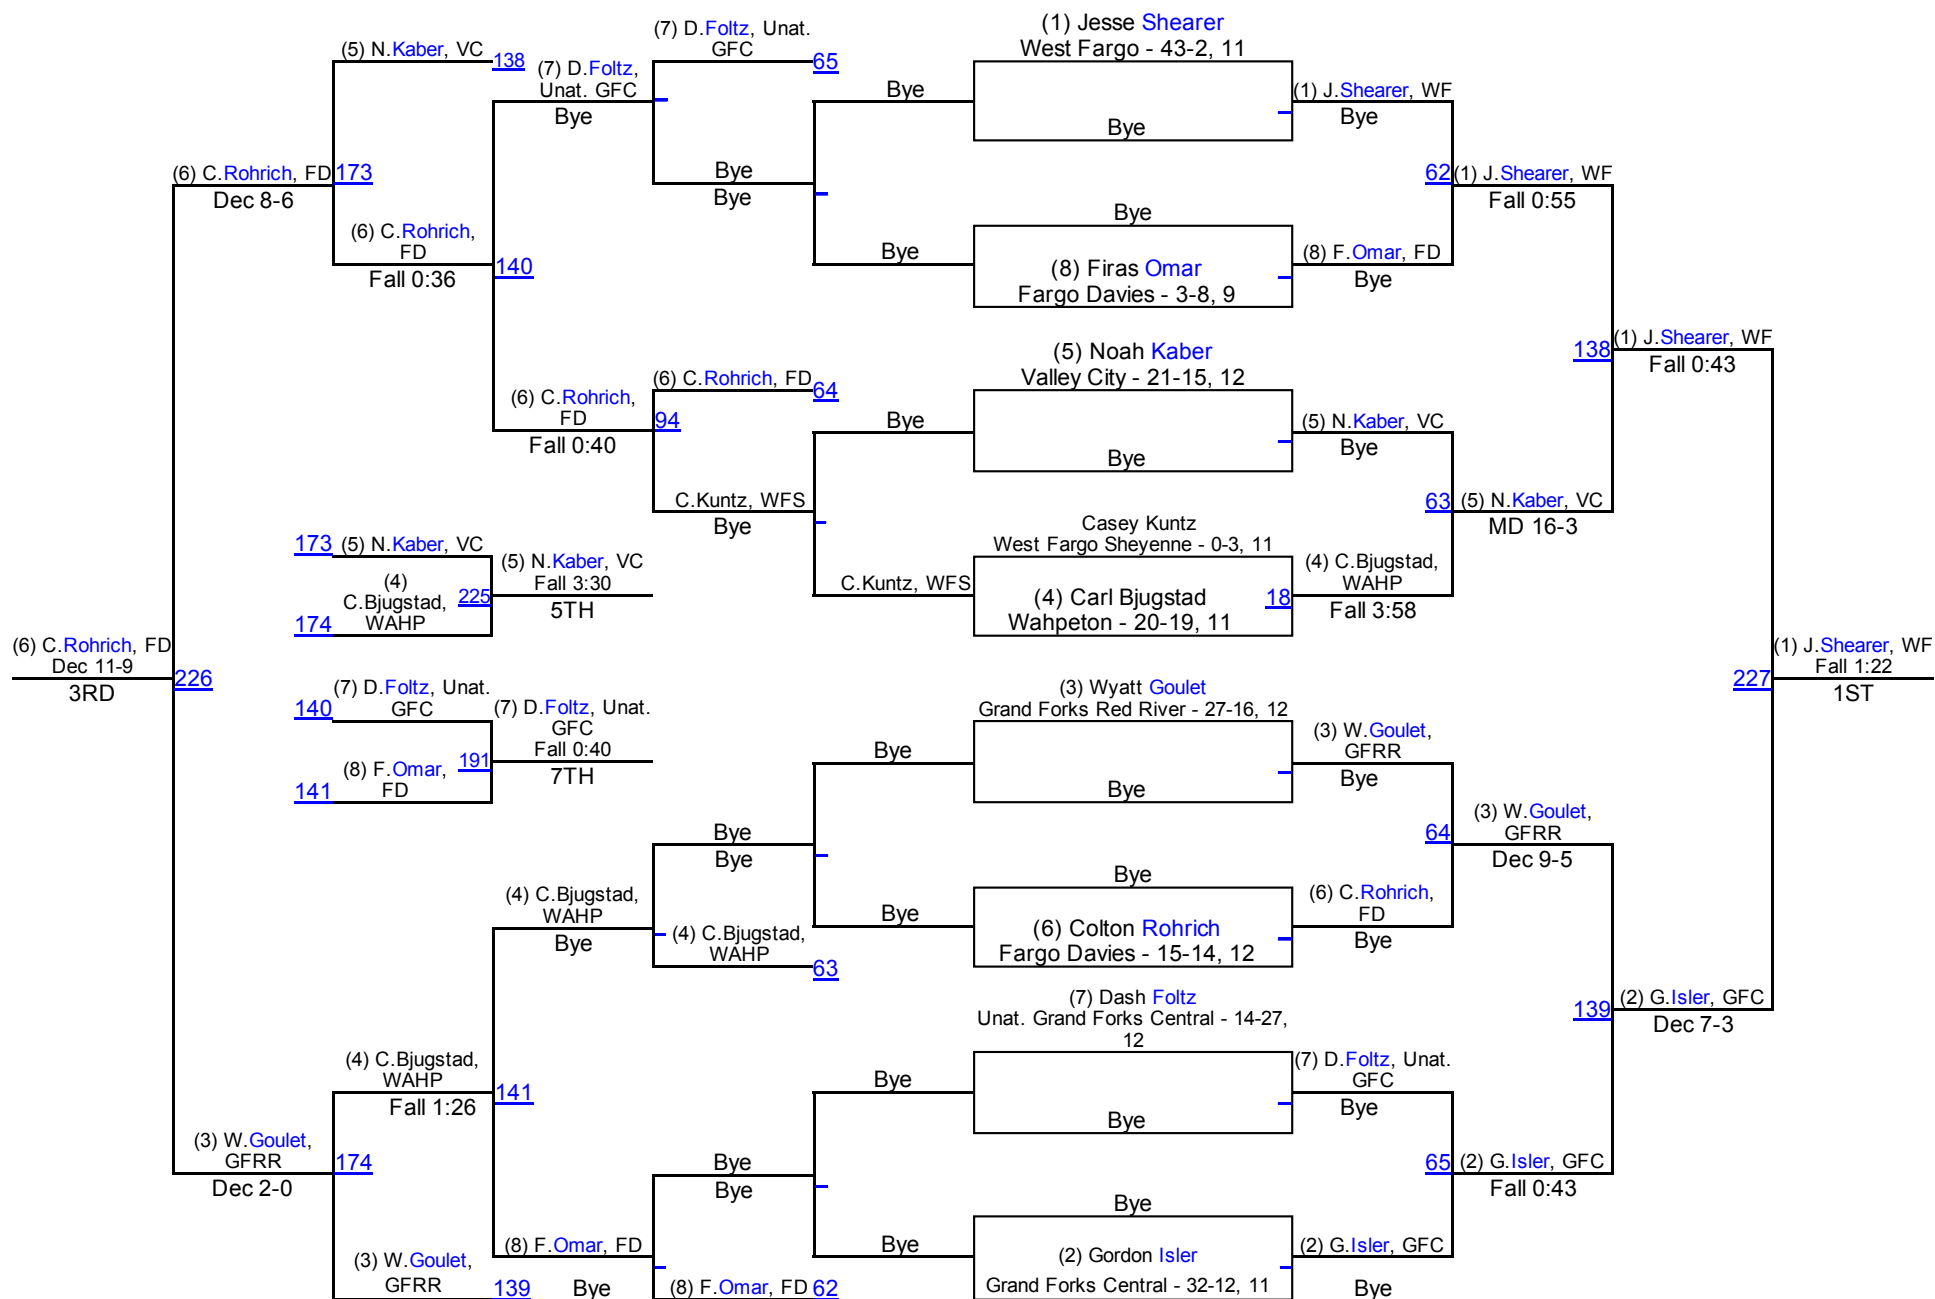 (1) Jesse Shearer
West Fargo - 43-2, 11
Bye
Bye
(8) Firas Omar
Fargo Davies - 3-8, 9
(5) Noah Kaber
Valley City - 21-15, 12
Bye
Casey Kuntz
West Fargo Sheyenne - 0-3, 11
(4) Carl Bjugstad
Wahpeton - 20-19, 11
18
(3) Wyatt Goulet
Grand Forks Red River - 27-16, 12
Bye
Bye
(6) Colton Rohrich
Fargo Davies - 15-14, 12
(7) Dash Foltz
Unat. Grand Forks Central - 14-27,
12
Bye
Bye
(2) Gordon Isler
Grand Forks Central - 32-12, 11
(1) J.Shearer, WF
Bye
62
(8) F.Omar, FD
Bye
(5) N.Kaber, VC
Bye
63
(4) C.Bjugstad,
WAHP
Fall 3:58
(3) W.Goulet,
GFRR
Bye
64
(6) C.Rohrich,
FD
Bye
(7) D.Foltz, Unat.
GFC
Bye
65
(2) G.Isler, GFC
Bye
(1) J.Shearer, WF
Fall 0:55
138
(5) N.Kaber, VC
MD 16-3
(3) W.Goulet,
GFRR
Dec 9-5
139
(2) G.Isler, GFC
Fall 0:43
(1) J.Shearer, WF
Fall 0:43
227
(2) G.Isler, GFC
Dec 7-3
(1) J.Shearer, WF
Fall 1:22
1ST
Bye
Bye
Bye
C.Kuntz, WFS
Bye
Bye
Bye
Bye
(7) D.Foltz, Unat.
GFC
65
Bye
Bye
(6) C.Rohrich, FD
64
C.Kuntz, WFS
Bye
Bye
Bye
(4) C.Bjugstad,
WAHP
63
Bye
Bye
(8) F.Omar, FD
62
(7) D.Foltz,
Unat. GFC
Bye
(6) C.Rohrich,
FD
94
Fall 0:40
(4) C.Bjugstad,
WAHP
Bye
(8) F.Omar, FD
Bye
(5) N.Kaber, VC
138
(6) C.Rohrich,
FD
140
Fall 0:36
(4) C.Bjugstad,
WAHP
141
Fall 1:26
(3) W.Goulet,
GFRR
139
(6) C.Rohrich, FD
173
Dec 8-6
(3) W.Goulet,
GFRR
174
Dec 2-0
(6) C.Rohrich, FD
Dec 11-9
226
3RD
173
(5) N.Kaber, VC
(4)
C.Bjugstad,
WAHP
174
225
(5) N.Kaber, VC
Fall 3:30
5TH
(7) D.Foltz, Unat.
GFC
140
(8) F.Omar,
FD
141
191
(7) D.Foltz, Unat.
GFC
Fall 0:40
7TH